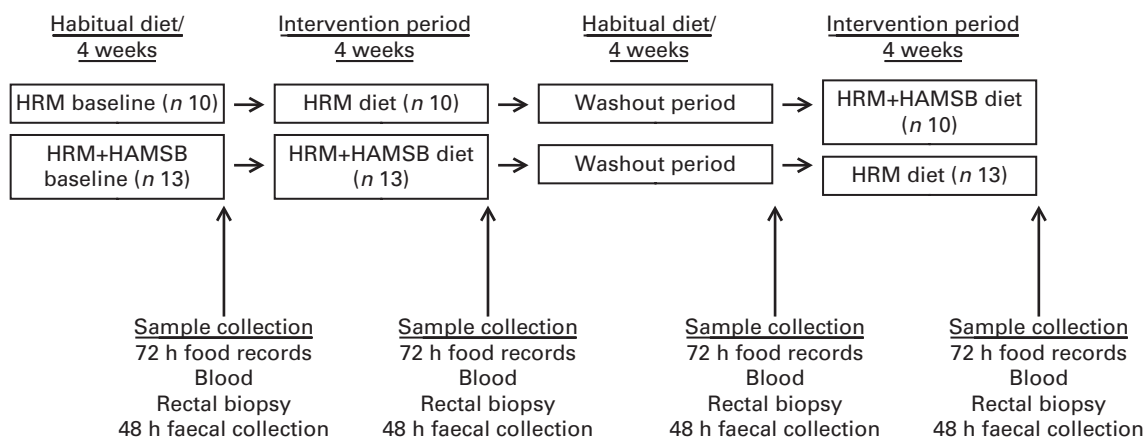 Habitual diet/
4 weeks
Intervention period
4 weeks
Habitual diet/
4 weeks
Intervention period
4 weeks
HRM baseline (n 10)
HRM diet (n 10)
Washout period
HRM+HAMSB diet
(n 10)
HRM+HAMSB
baseline (n 13)
HRM+HAMSB diet
(n 13)
Washout period
HRM diet (n 13)
Sample collection
72 h food records
Blood
Rectal biopsy
48 h faecal collection
Sample collection
72 h food records
Blood
Rectal biopsy
48 h faecal collection
Sample collection
72 h food records
Blood
Rectal biopsy
48 h faecal collection
Sample collection
72 h food records
Blood
Rectal biopsy
48 h faecal collection